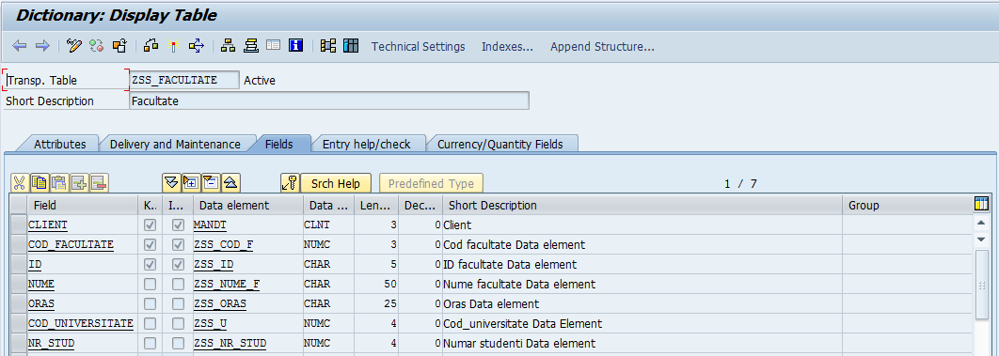 Dictionary: Display Table
Technical Settings Indexes... Append Structure...
Transp. Table ZSS_FACULTATE Active
Short Description Facultate
Attributes Delivery and Maintenance Fields Entry help/check Currency/Quantity Fields
Srch Help Predefined Type 1 / 7
Field K.. I... Data element Data ... Len... Dec... Short Description Group
CLIENT MANDT CLNT 3 0 Client
COD_FACULTATE ZSS_COD_F NUMC 3 0 Cod facultate Data element
ID ZSS_ID CHAR 5 0 ID facultate Data element
NUME ZSS_NUME_F CHAR 50 0 Nume facultate Data element
ORAS ZSS_ORAS CHAR 25 0 Oras Data element
COD_UNIVERSITATE ZSS_U NUMC 4 0 Cod_universitate Data Element
NR_STUD ZSS_NR_STUD NUMC 4 0 Numar studenti Data element